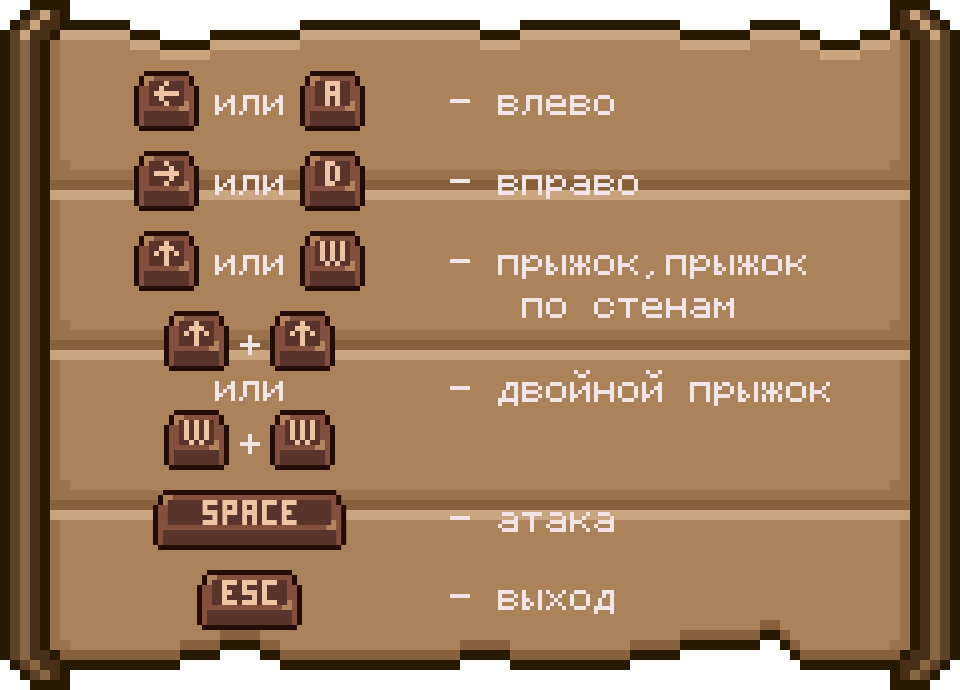 ← или A – влево
→ или D – вправо
↑ или W – прыжок, прыжок
по стенам
↑ + ↑
или – двойной прыжок
W + W
SPACE – атака
ESC – выход